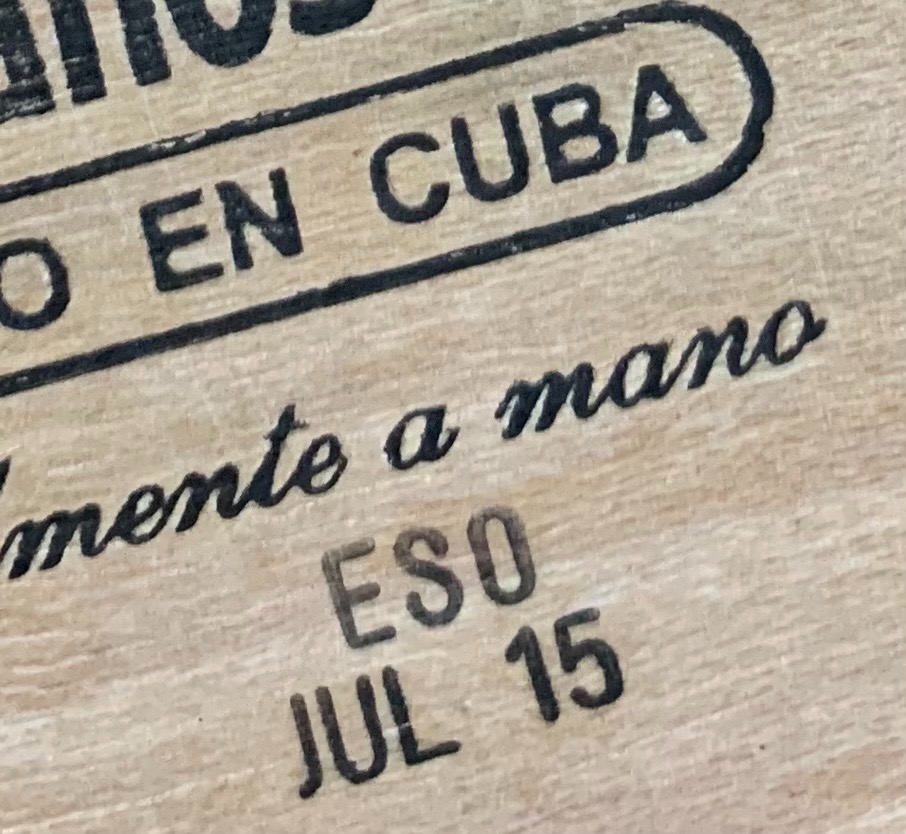 O EN CUBA
mente a mano
ESO
JUL 15